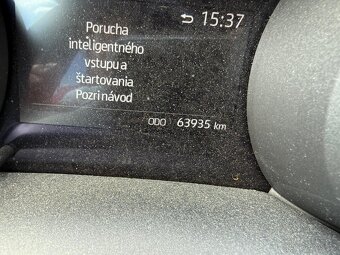 15:37
Porucha
inteligentného
vstupu a
štartovania
Pozri návod
ODO 63935 km